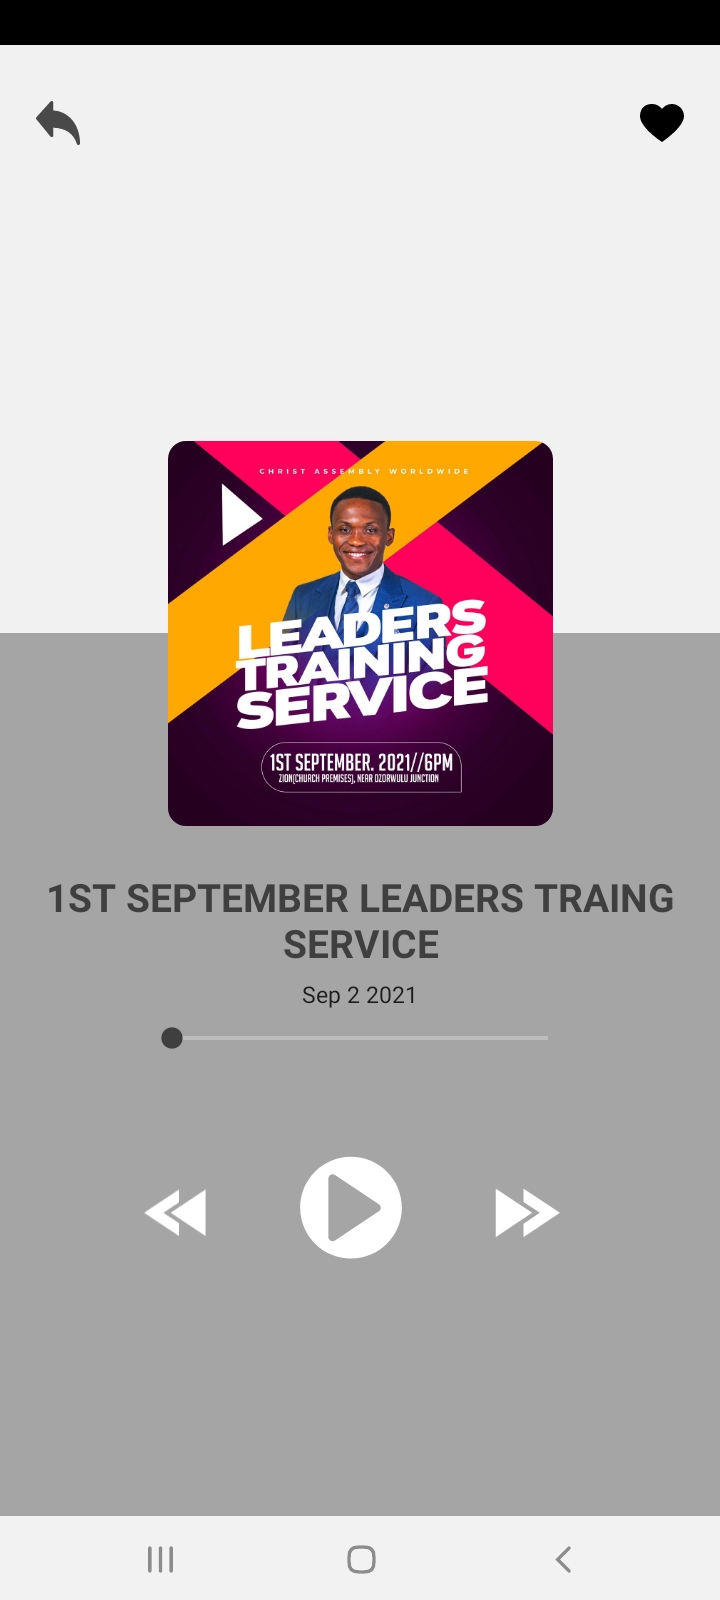 CHRIST ASSEMBLY WORLDWIDE
LEADERS
TRAINING
SERVICE
1ST SEPTEMBER. 2021//6PM
ZION(CHURCH PREMISES), NEAR DZORWULU JUNCTION
1ST SEPTEMBER LEADERS TRAING
SERVICE
Sep 2 2021